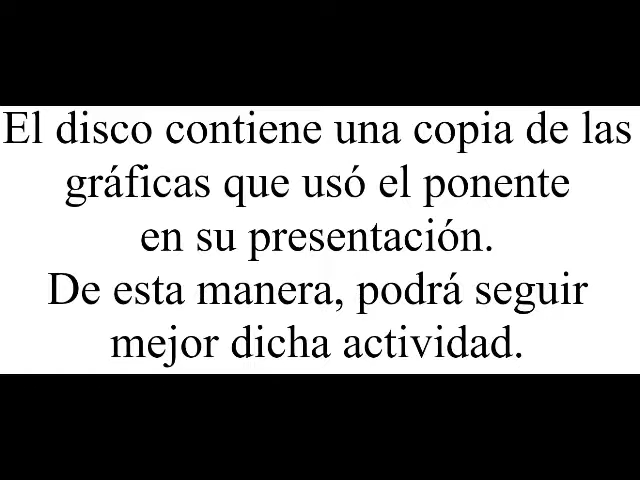 El disco contiene una copia de las
gráficas que usó el ponente
en su presentación.
De esta manera, podrá seguir
mejor dicha actividad.